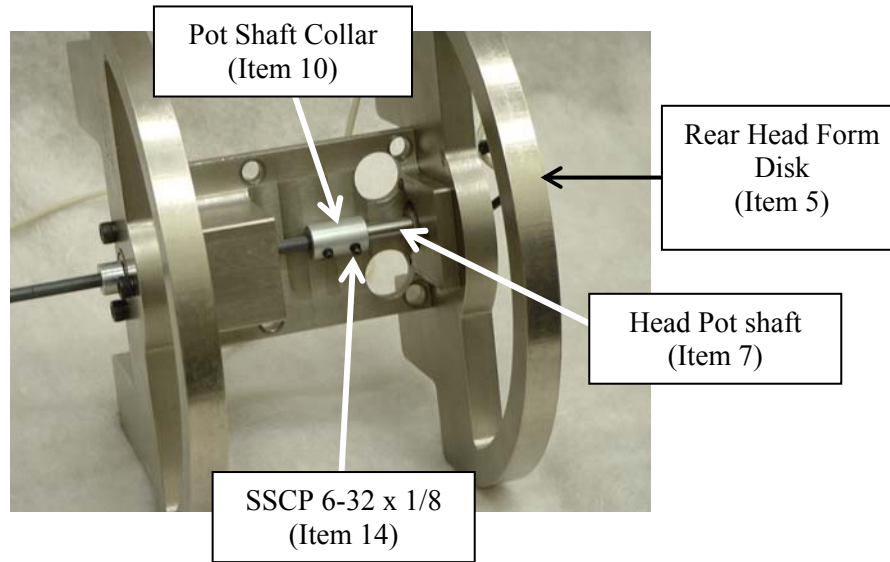 Pot Shaft Collar
(Item 10)
Rear Head Form
Disk
(Item 5)
Head Pot shaft
(Item 7)
SSCP 6-32 x 1/8
(Item 14)